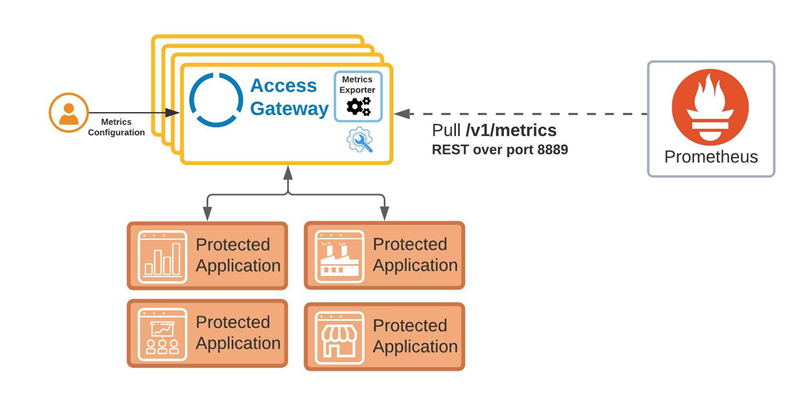 Access
Gateway
Metrics
Exporter
Metrics
Configuration
Pull /v1/metrics
REST over port 8889
Prometheus
Protected
Application
Protected
Application
Protected
Application
Protected
Application